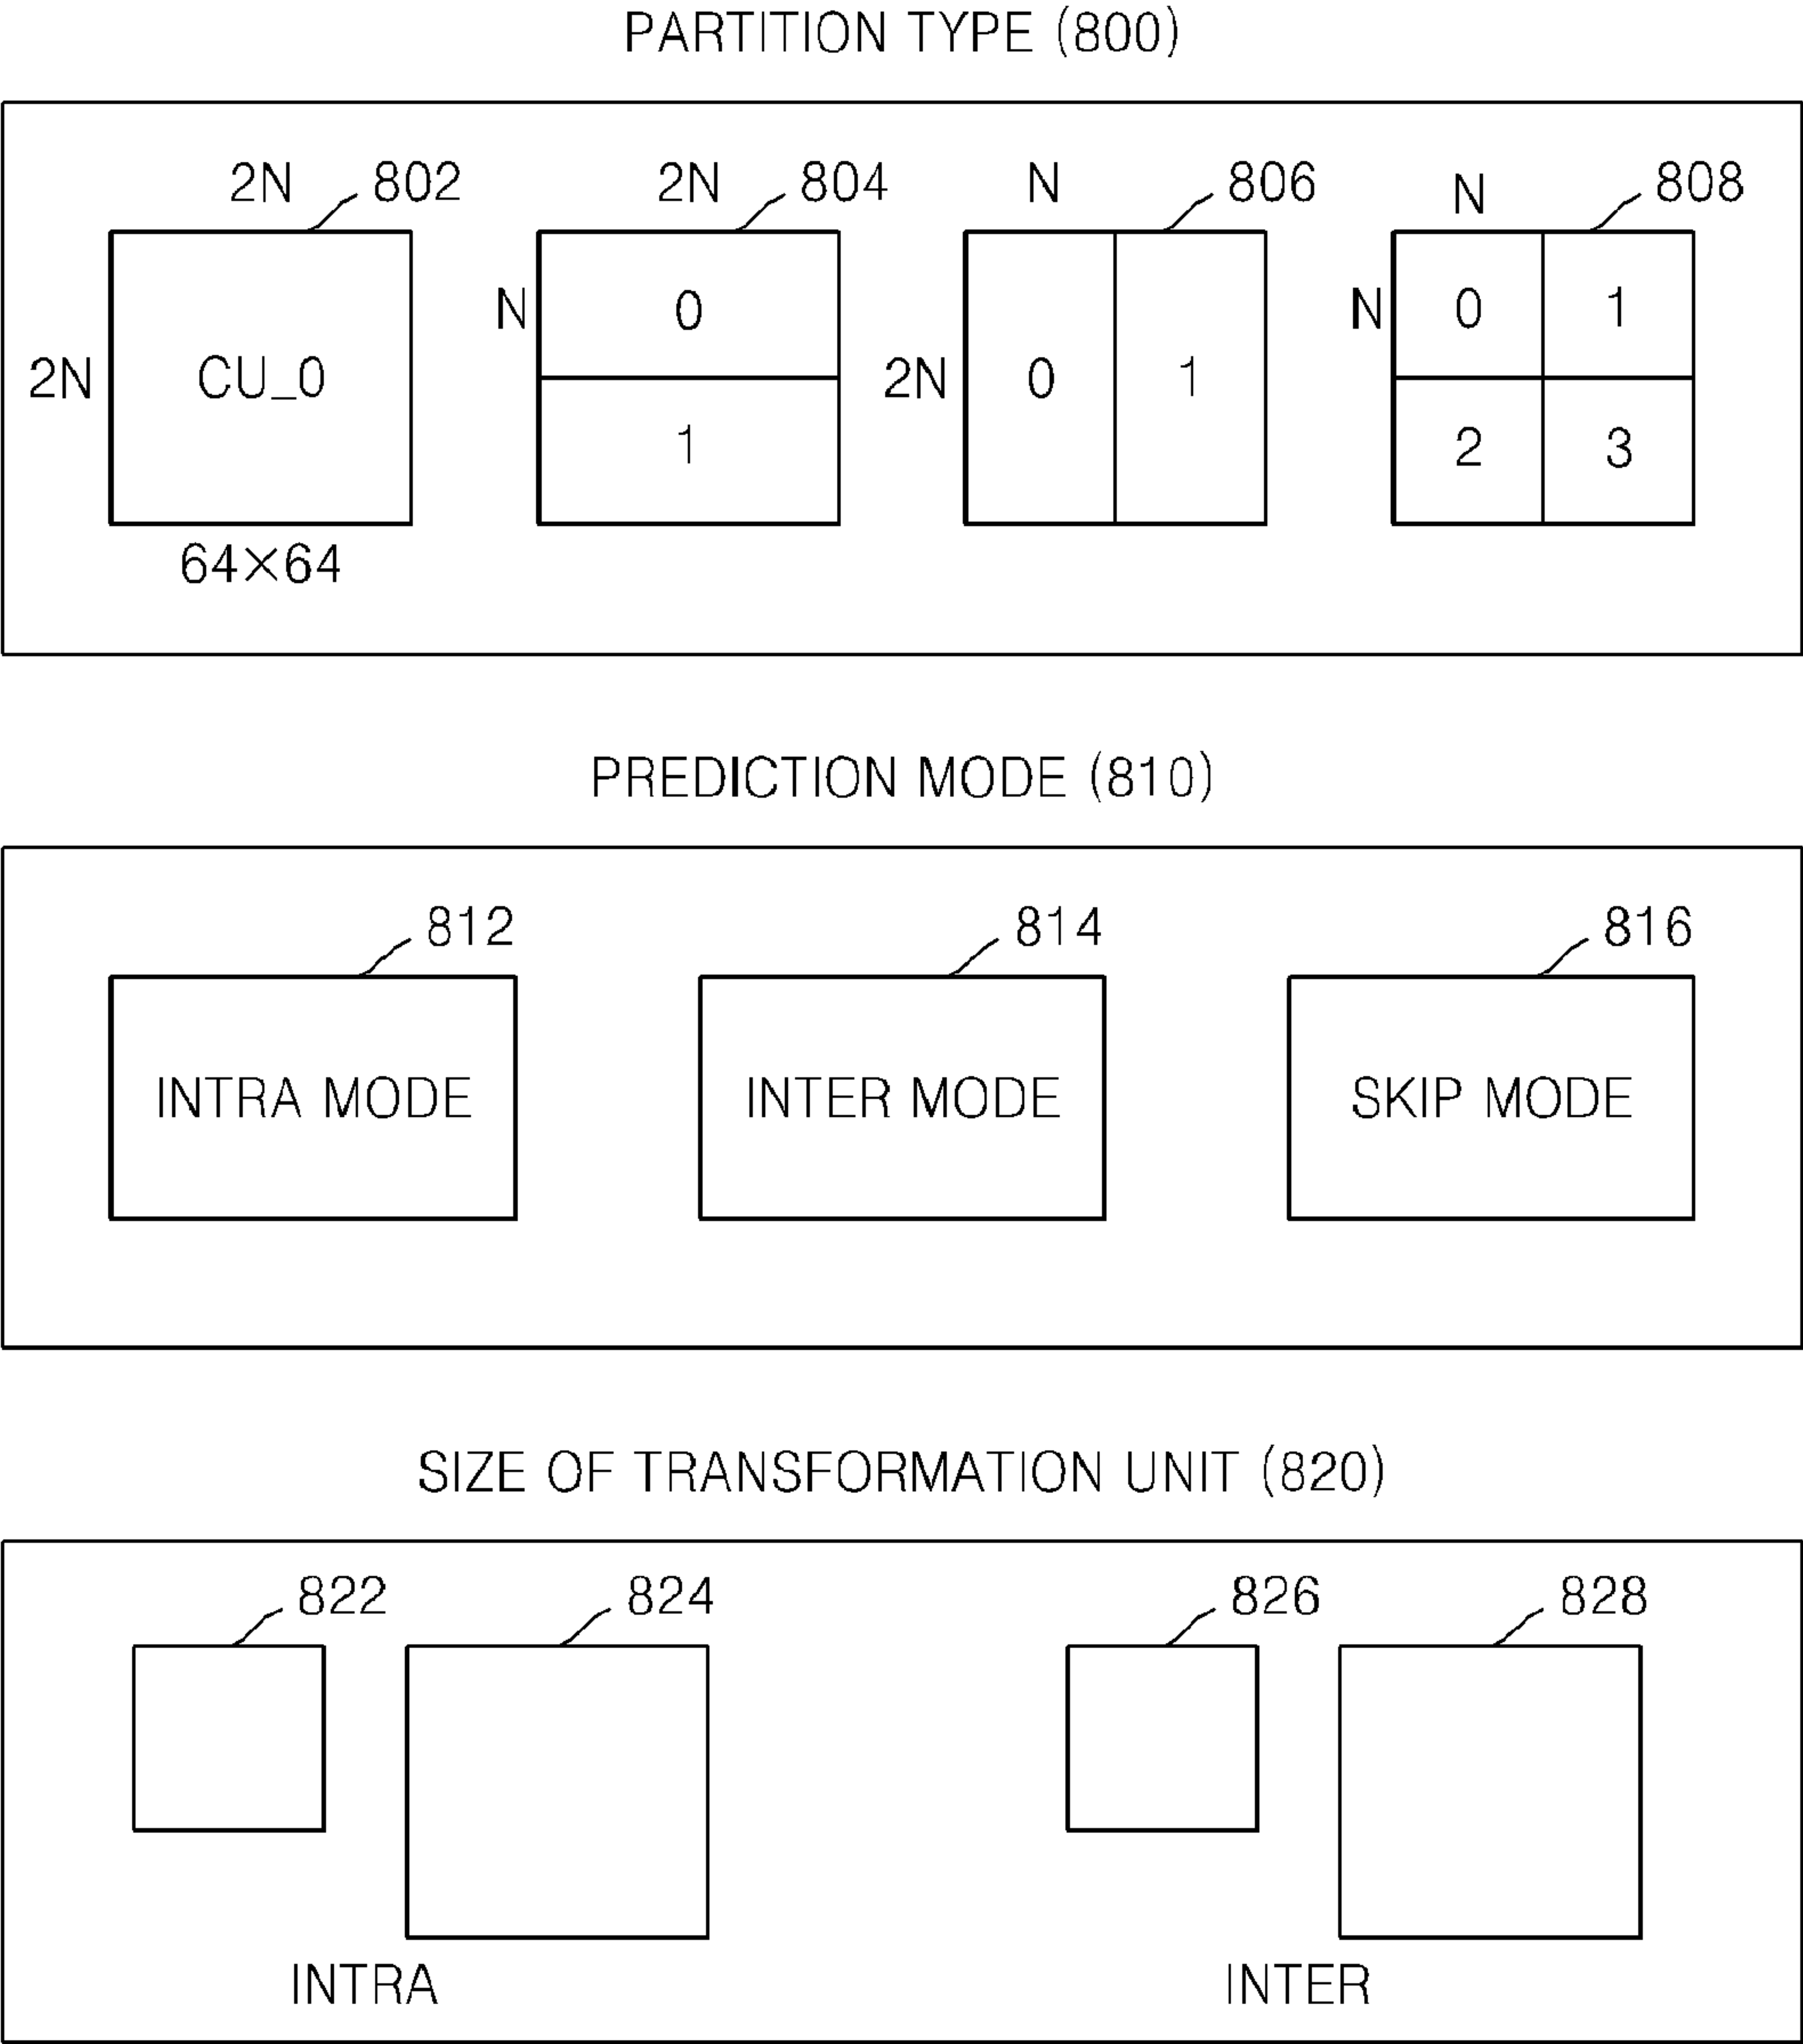 PARTITION TYPE (800)
2N 802 2N 804 N 806 N 808
N 0 N 0 1
2N CU_0 2N 0 1
1 2 3
64×64
PREDICTION MODE (810)
812 814 816
INTRA MODE INTER MODE SKIP MODE
SIZE OF TRANSFORMATION UNIT (820)
822 824 826 828
INTRA INTER